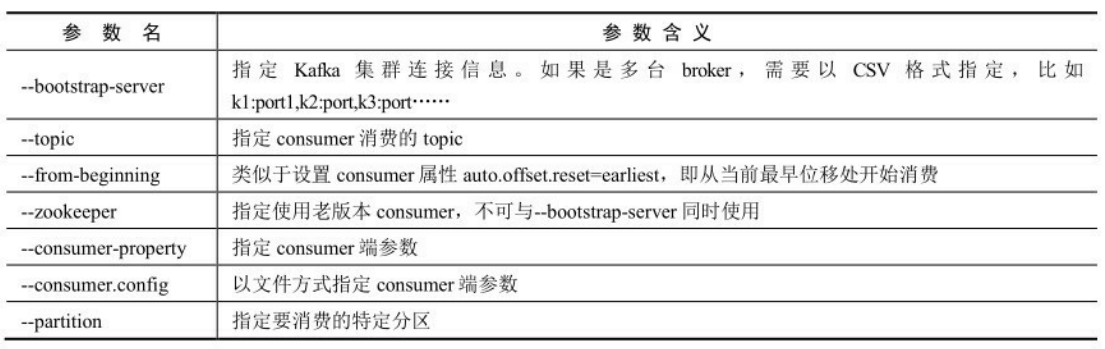 参 数 名 参 数 含 义
--bootstrap-server 指定 Kafka 集群连接信息。如果是多台 broker，需要以 CSV 格式指定，比如
k1:port1,k2:port,k3:port……
--topic 指定 consumer 消费的 topic
--from-beginning 类似于设置 consumer 属性 auto.offset.reset=earliest，即从当前最早位移处开始消费
--zookeeper 指定使用老版本 consumer，不可与--bootstrap-server 同时使用
--consumer-property 指定 consumer 端参数
--consumer.config 以文件方式指定 consumer 端参数
--partition 指定要消费的特定分区